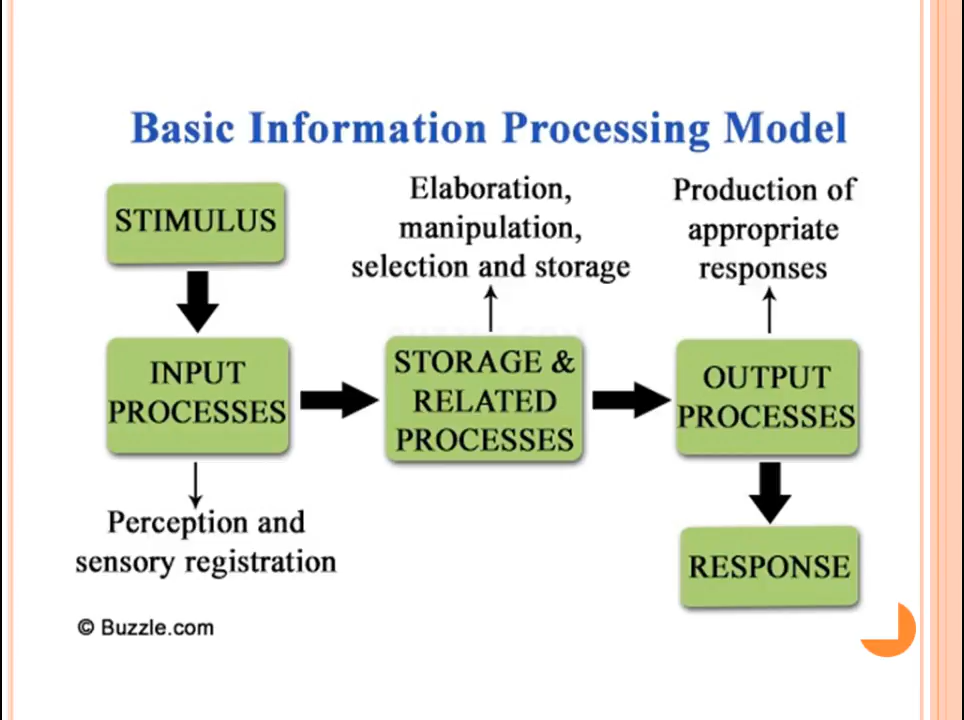 Basic Information Processing Model
STIMULUS
Elaboration,
manipulation,
selection and storage
Production of
appropriate
responses
INPUT
PROCESSES
STORAGE &
RELATED
PROCESSES
OUTPUT
PROCESSES
Perception and
sensory registration
RESPONSE
© Buzzle.com